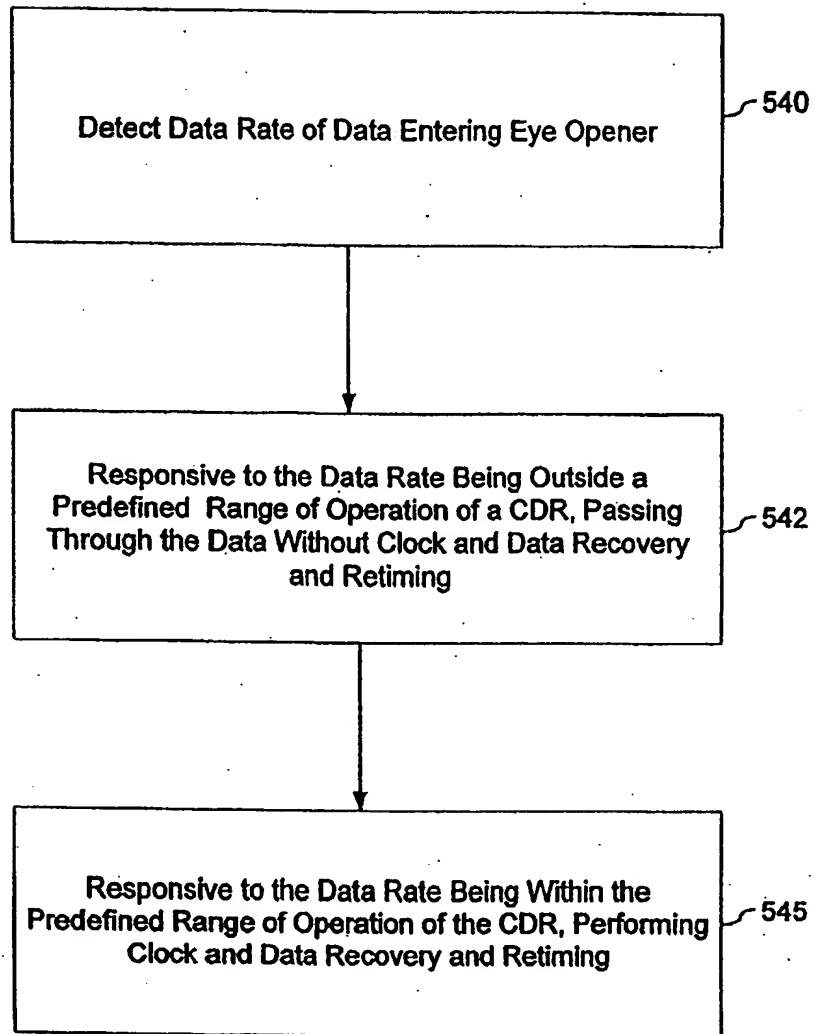 Detect Data Rate of Data Entering Eye Opener
540
Responsive to the Data Rate Being Outside a
Predefined Range of Operation of a CDR, Passing
Through the Data Without Clock and Data Recovery
and Retiming
542
Responsive to the Data Rate Being Within the
Predefined Range of Operation of the CDR, Performing
Clock and Data Recovery and Retiming
545